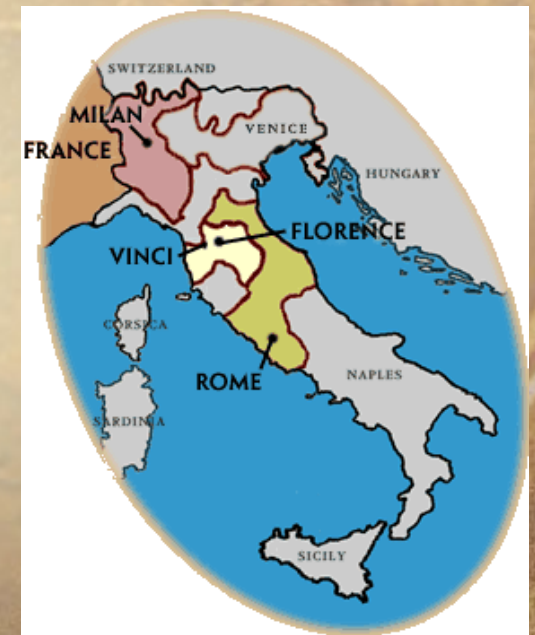 SWITZERLAND
MILAN
VENICE
FRANCE
HUNGARY
FLORENCE
VINCI
CORSICA
ROME
NAPLES
SARDINIA
SICILY